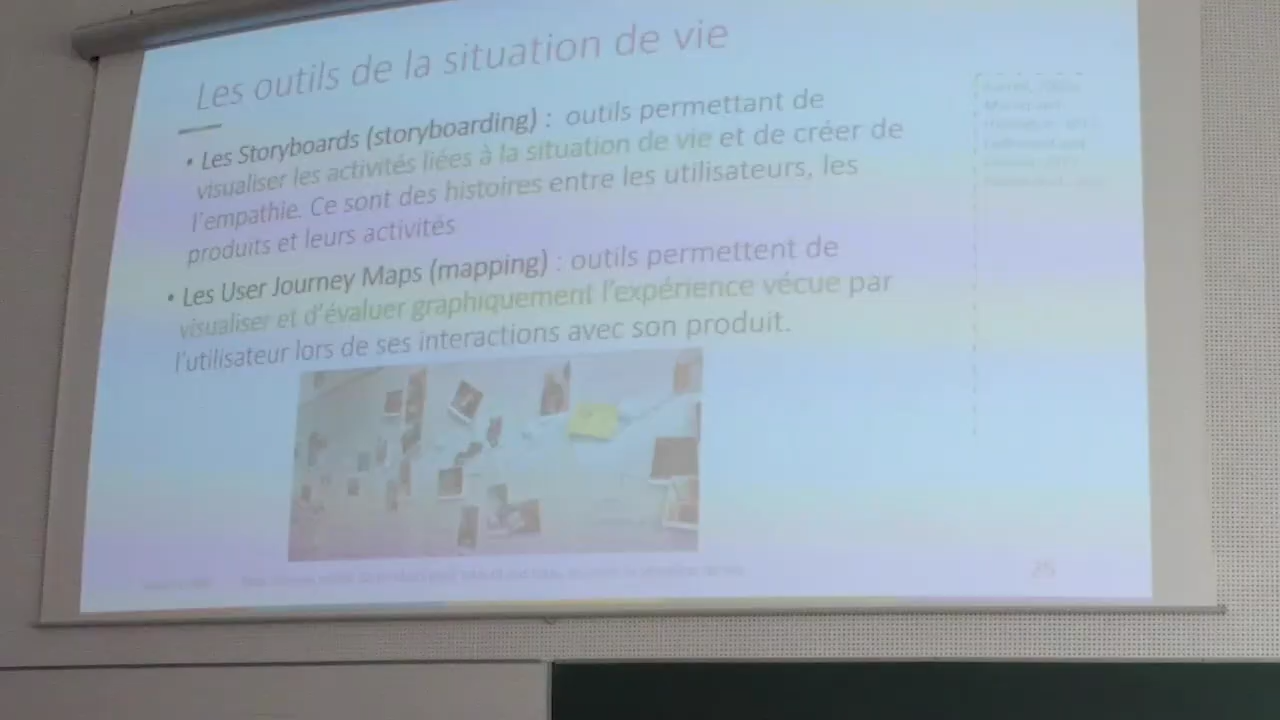 Les outils de la situation de vie
• Les Storyboards (storyboarding) : outils permettant de
visualiser les activités liées à la situation de vie et de créer de
l'empathie. Ce sont des histoires entre les utilisateurs, les
produits et leurs activités
• Les User Journey Maps (mapping) : outils permettent de
visualiser et d'évaluer graphiquement l'expérience vécue par
l'utilisateur lors de ses interactions avec son produit.